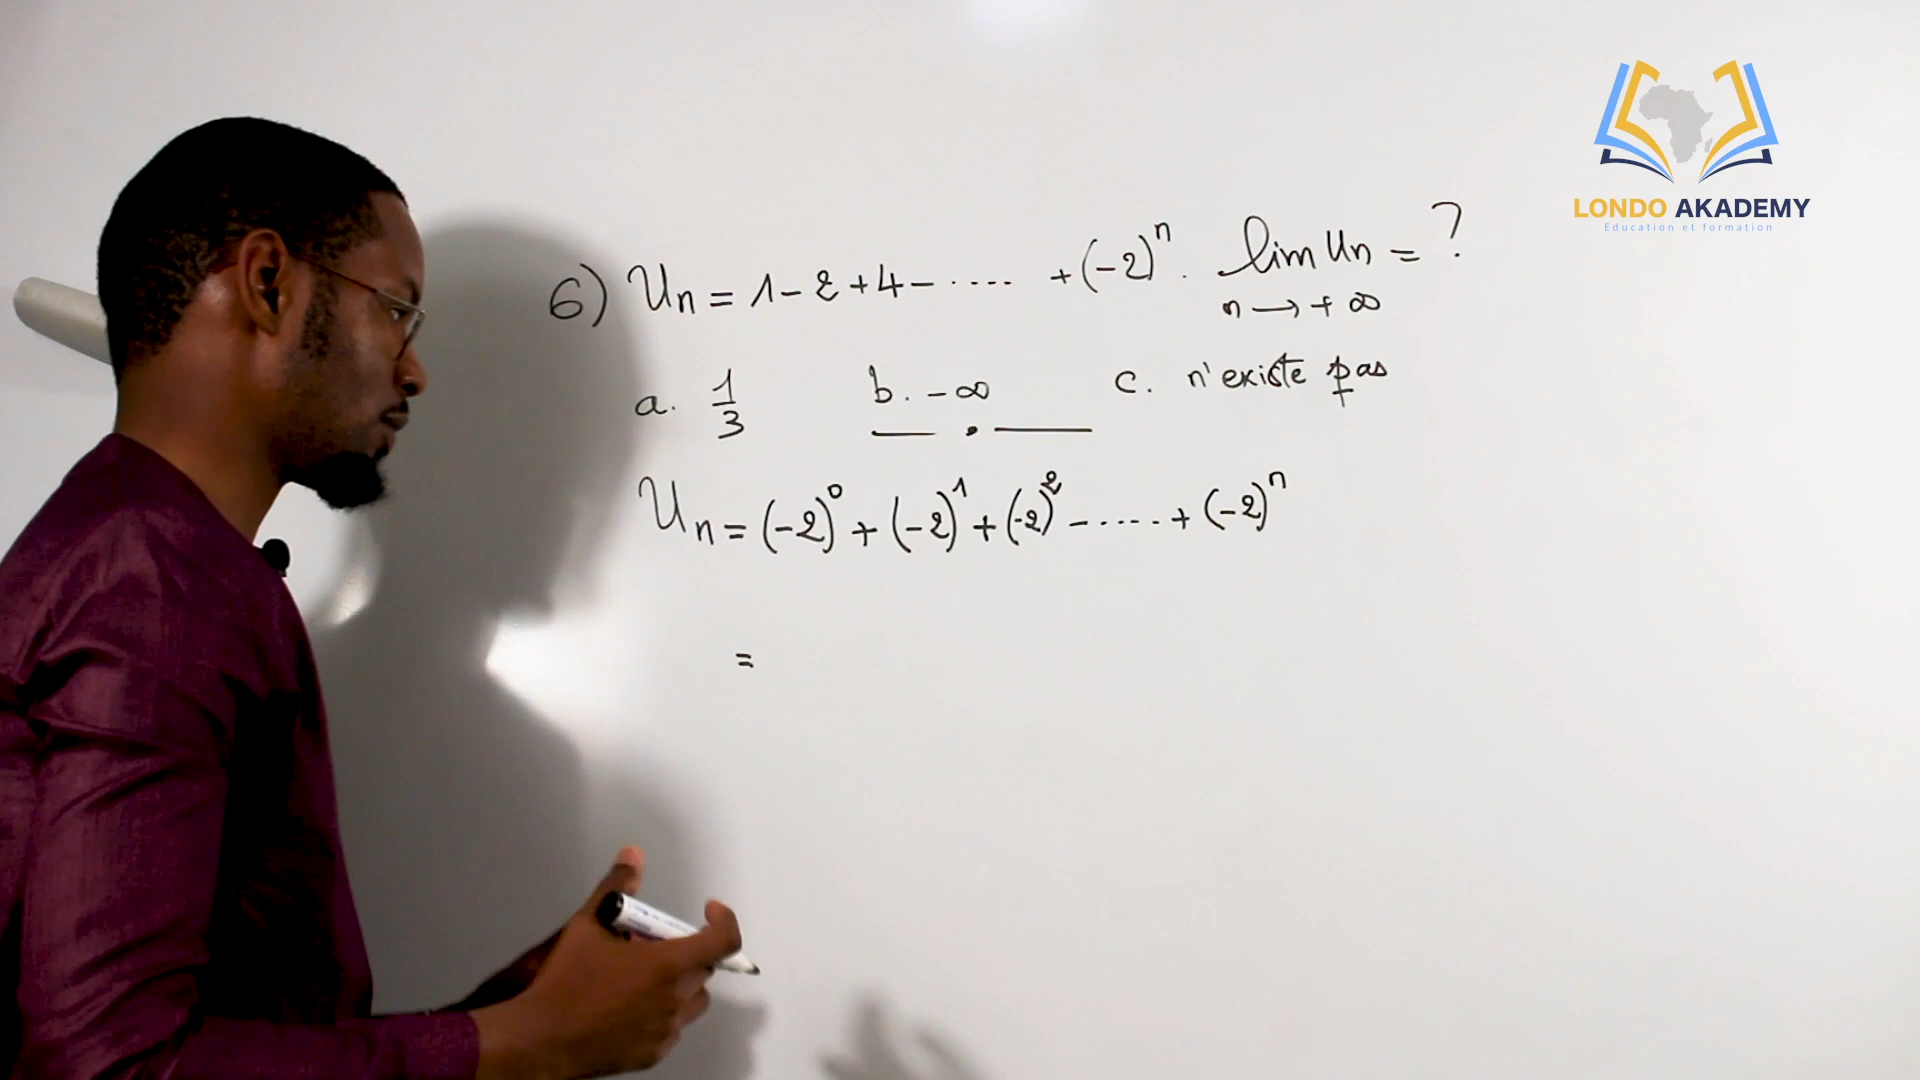 LONDO AKADEMY
Education et formation
6) Un = 1 - 2 + 4 - ..... + (-2)^n . lim Un = ?
n → + ∞
a. 1/3 b. -∞ c. n'existe pas
Un = (-2)^0 + (-2)^1 + (-2)^2 - ..... + (-2)^n
=